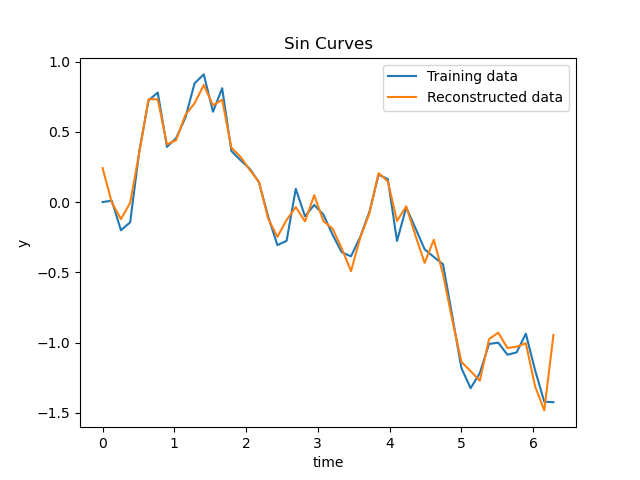 Sin Curves
Training data
Reconstructed data
1.0
0.5
0.0
−0.5
−1.0
−1.5
y
0 1 2 3 4 5 6
time